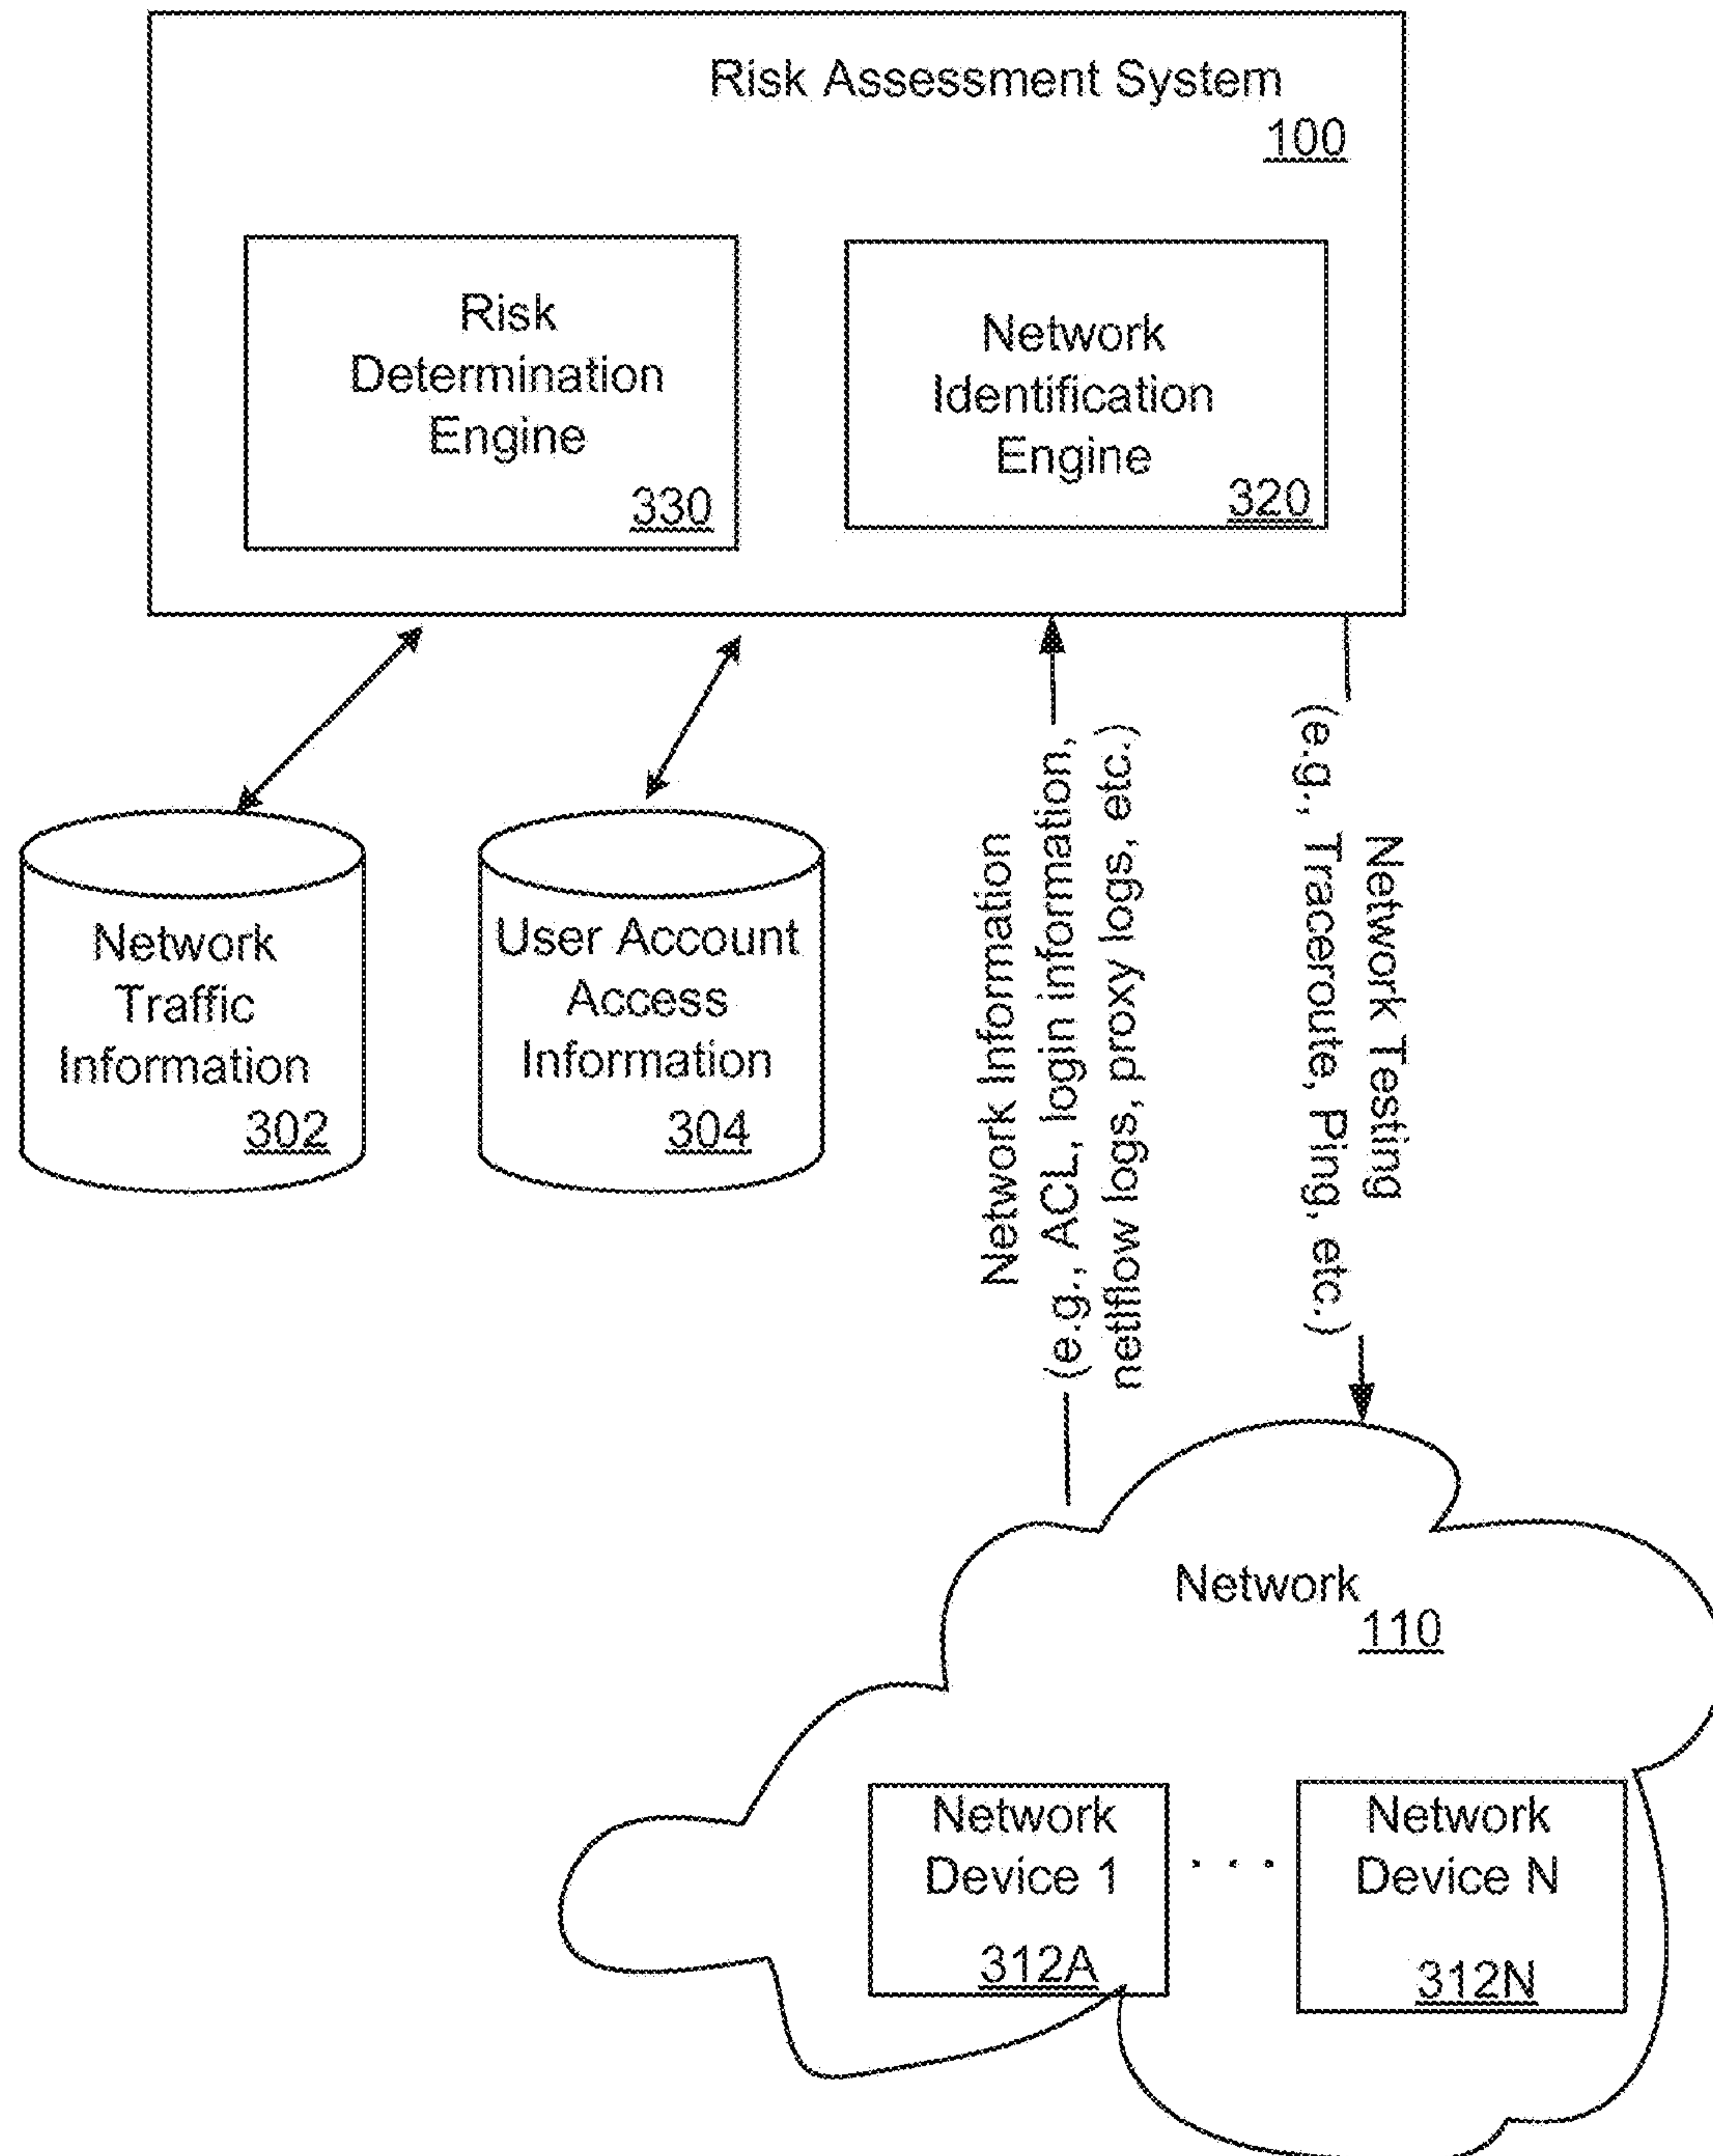 Risk Assessment System
100
Risk
Determination
Engine
330
Network
Identification
Engine
320
Network
Traffic
Information
302
User Account
Access
Information
304
Network Information
(e.g., ACL, login information,
netlflow logs, proxy logs, etc.)
Network Testing
(e.g., Traceroute, Ping, etc.)
Network
110
Network
Device 1
312A
. . .
Network
Device N
312N